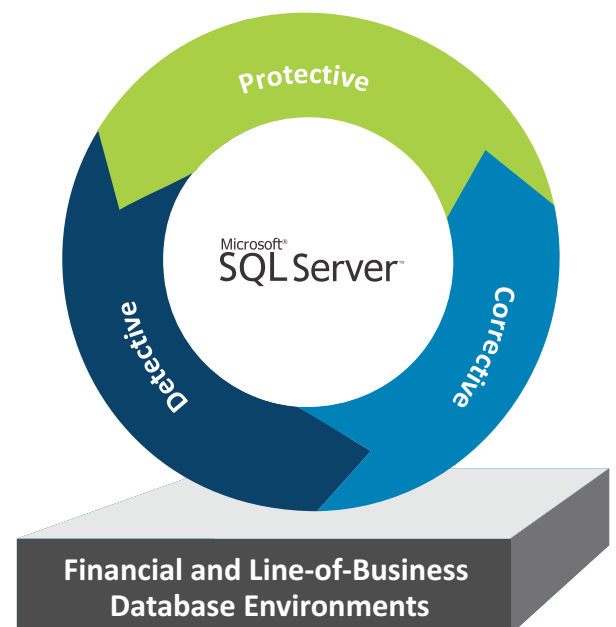 Protective
Microsoft®
SQL Server™
Detective
Corrective
Financial and Line-of-Business
Database Environments